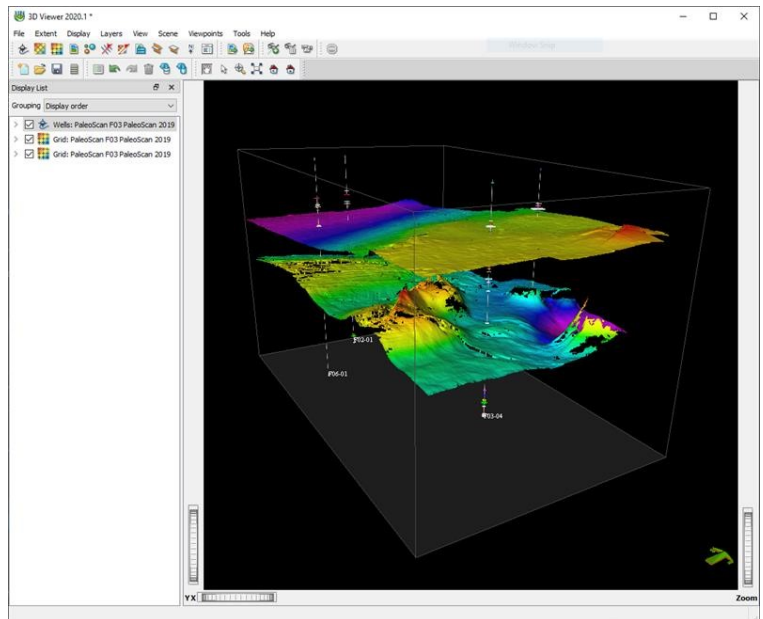 3D Viewer 2020.1 *
File Extent Display Layers View Scene Viewpoints Tools Help
Window Snip
Display List
Grouping Display order
Wells: PaleoScan F03 PaleoScan 2019
Grid: PaleoScan F03 PaleoScan 2019
Grid: PaleoScan F03 PaleoScan 2019
F02-01
F06-01
F03-04
Y X
Zoom